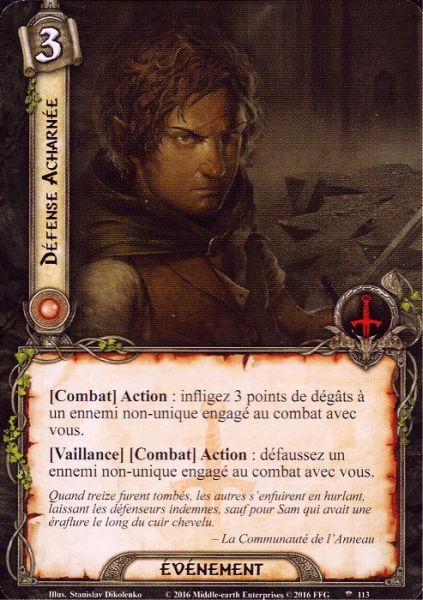 3
DÉFENSE ACHARNÉE
[Combat] Action : infligez 3 points de dégâts à
un ennemi non-unique engagé au combat avec
vous.
[Vaillance] [Combat] Action : défaussez un
ennemi non-unique engagé au combat avec vous.
Quand treize furent tombés, les autres s'enfuirent en hurlant,
laissant les défenseurs indemnes, sauf pour Sam qui avait une
éraflure le long du cuir chevelu.
– La Communauté de l'Anneau
ÉVÉNEMENT
Illus. Stanislav Dikolenko © 2016 Middle-earth Enterprises © 2016 FFG 113